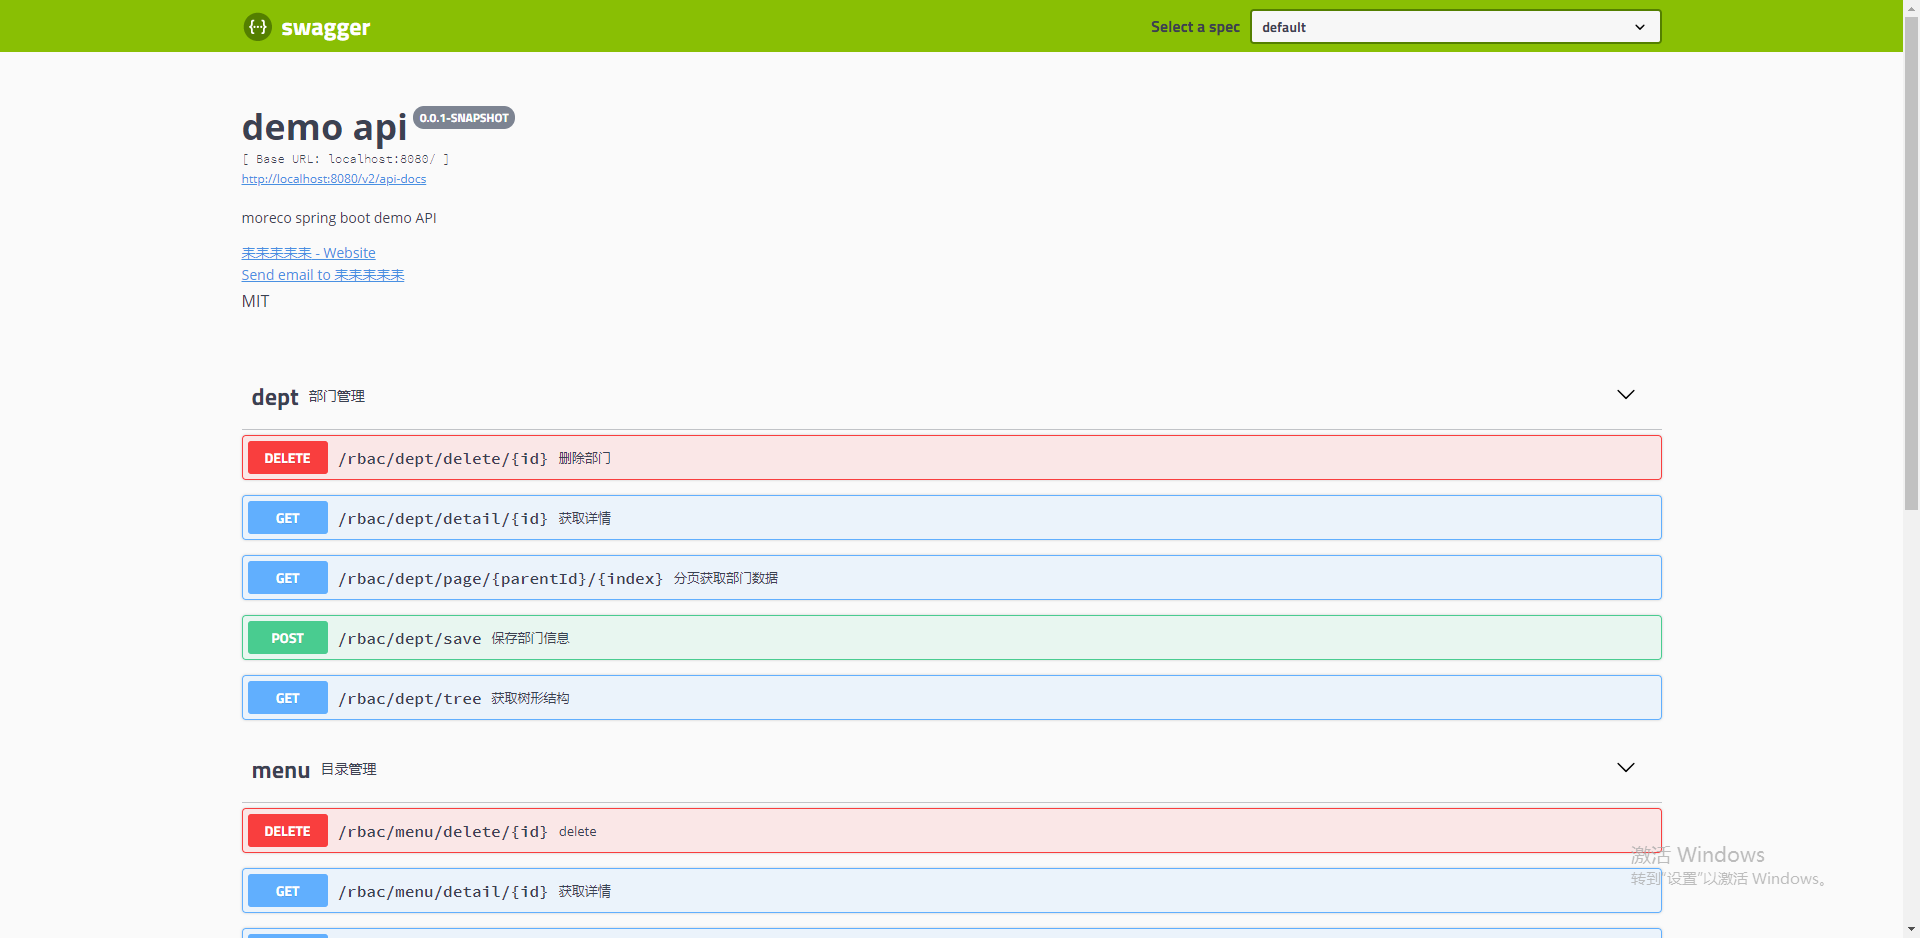 swagger
Select a spec default
demo api 0.0.1-SNAPSHOT
[ Base URL: localhost:8080/ ]
http://localhost:8080/v2/api-docs
moreco spring boot demo API
耒耒耒耒耒 - Website
Send email to 耒耒耒耒耒
MIT
dept 部门管理
DELETE /rbac/dept/delete/{id} 删除部门
GET /rbac/dept/detail/{id} 获取详情
GET /rbac/dept/page/{parentId}/{index} 分页获取部门数据
POST /rbac/dept/save 保存部门信息
GET /rbac/dept/tree 获取树形结构
menu 目录管理
DELETE /rbac/menu/delete/{id} delete
激活 Windows
转到“设置”以激活 Windows。
GET /rbac/menu/detail/{id} 获取详情